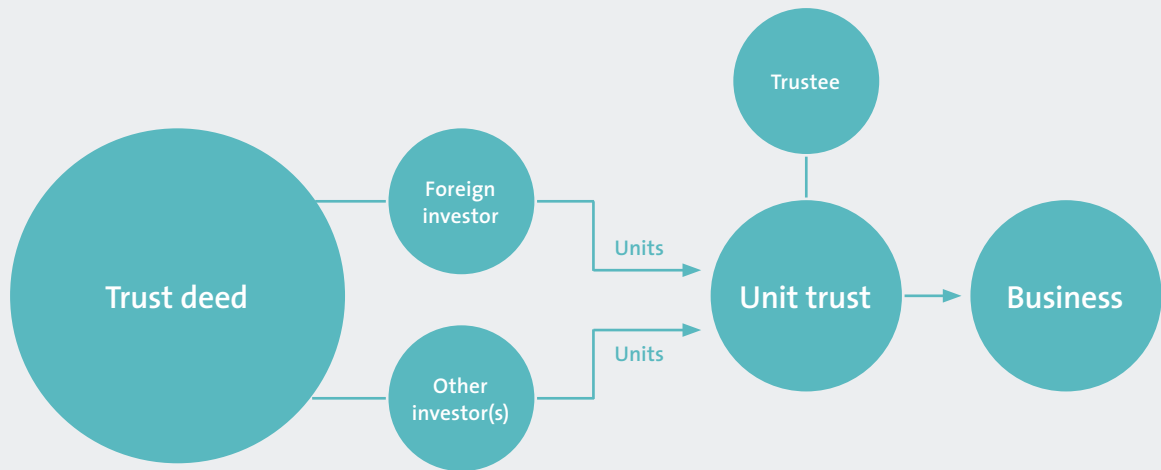 Trustee
Foreign
investor
Units
Trust deed
Unit trust
Business
Units
Other
investor(s)